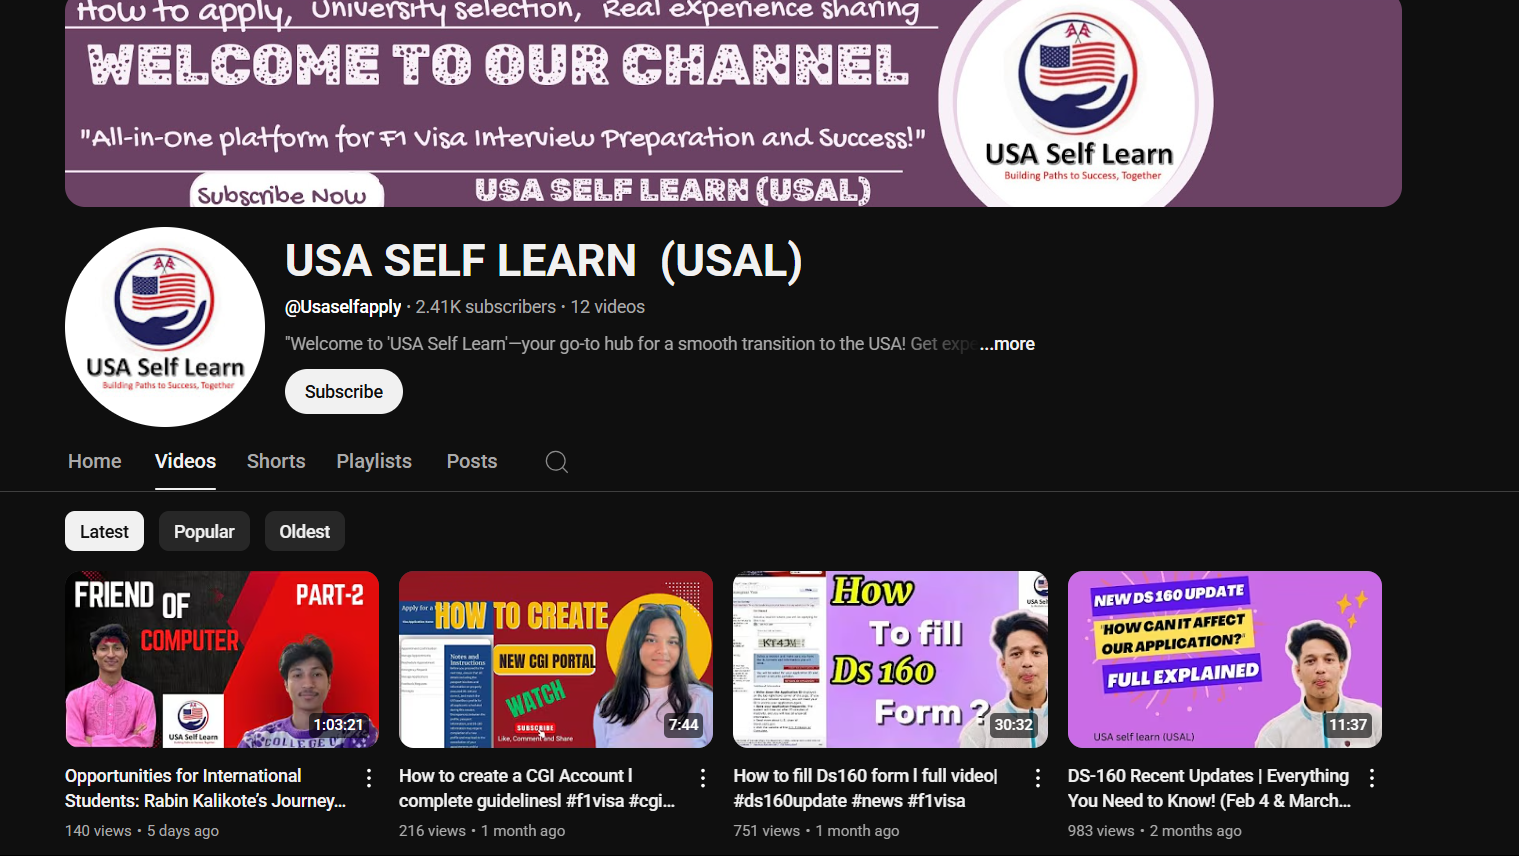 How to apply, University selection, Real experience sharing
WELCOME TO OUR CHANNEL
"All-in-One platform for F1 Visa Interview Preparation and Success!"
Subscribe Now
USA SELF LEARN (USAL)
USA Self Learn
Building Paths to Success, Together
USA Self Learn
Building Paths to Success, Together
USA SELF LEARN (USAL)
@Usaselfapply · 2.41K subscribers · 12 videos
"Welcome to 'USA Self Learn'—your go-to hub for a smooth transition to the USA! Get expe ...more
Subscribe
Home Videos Shorts Playlists Posts
Latest Popular Oldest
FRIEND OF
COMPUTER
PART-2
USA Self Learn
COLLEGE
1:03:21
Apply for a
HOW TO CREATE
Notes and
Instructions
NEW CGI PORTAL
WATCH
SUBSCRIBE
Like, Comment and Share
7:44
How
To fill
Ds 160
Form ?
30:32
NEW DS 160 UPDATE
"HOW CAN IT AFFECT
OUR APPLICATION?"
FULL EXPLAINED
USA self learn (USAL)
11:37
Opportunities for International
Students: Rabin Kalikote's Journey...
140 views · 5 days ago
How to create a CGI Account l
complete guidelinesl #f1visa #cgi...
216 views · 1 month ago
How to fill Ds160 form l full video|
#ds160update #news #f1visa
751 views · 1 month ago
DS-160 Recent Updates | Everything
You Need to Know! (Feb 4 & March...
983 views · 2 months ago